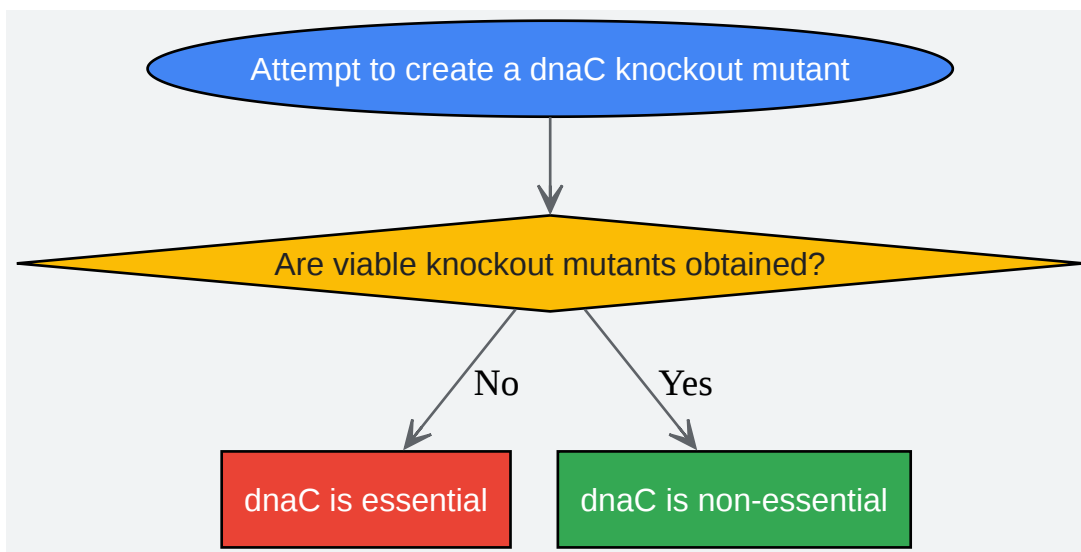 Attempt to create a dnaC knockout mutant
Are viable knockout mutants obtained?
No
Yes
dnaC is essential
dnaC is non-essential